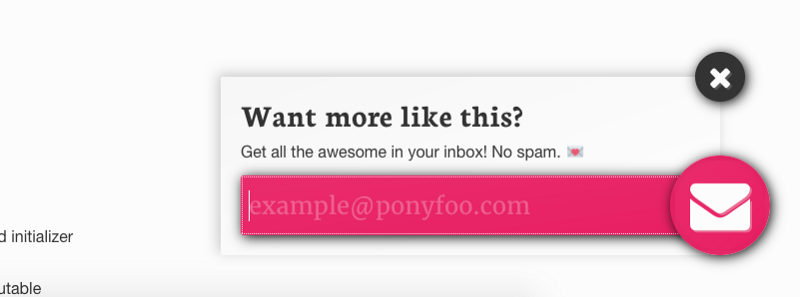 Want more like this?
Get all the awesome in your inbox! No spam. 💌
example@ponyfoo.com
d initializer
utable